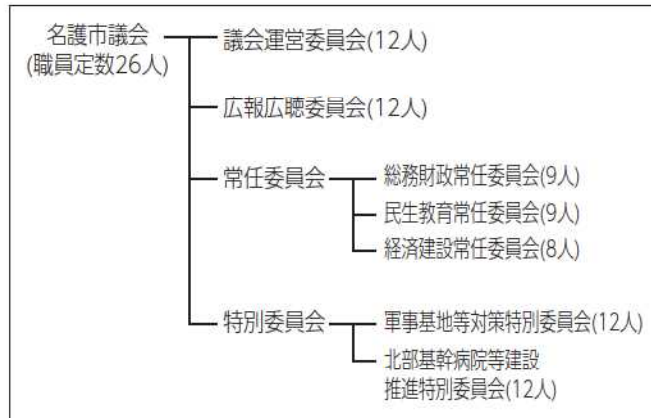 名護市議会
(職員定数26人)
議会運営委員会(12人)
広報広聴委員会(12人)
常任委員会
総務財政常任委員会(9人)
民生教育常任委員会(9人)
経済建設常任委員会(8人)
特別委員会
軍事基地等対策特別委員会(12人)
北部基幹病院等建設
推進特別委員会(12人)